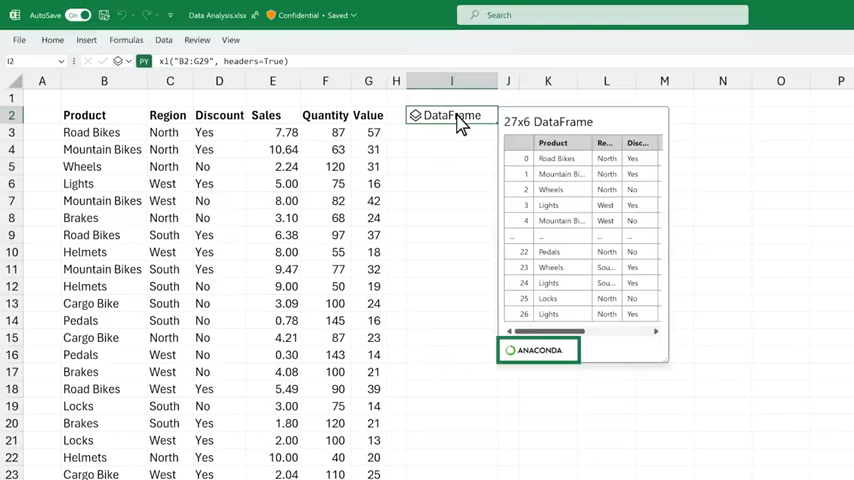 AutoSave On Data Analysis.xlsx Confidential • Saved Search
File Home Insert Formulas Data Review View
I2 PY xl("B2:G29", headers=True)
A B C D E F G H I J K L M N O P
1
2 Product Region Discount Sales Quantity Value DataFrame
3 Road Bikes North Yes 7.78 87 57
4 Mountain Bikes North Yes 10.64 63 31
5 Wheels North No 2.24 120 31
6 Lights West Yes 5.00 75 16
7 Mountain Bikes West No 8.00 82 42
8 Brakes North No 3.10 68 24
9 Road Bikes South Yes 6.38 97 37
10 Helmets West Yes 8.00 55 18
11 Mountain Bikes South Yes 9.47 77 32
12 Helmets South No 9.00 50 19
13 Cargo Bike South No 3.09 100 24
14 Pedals South No 0.78 145 16
15 Cargo Bike North No 4.21 87 23
16 Pedals West No 0.30 143 14
17 Brakes West No 4.08 100 21
18 Road Bikes West Yes 5.49 90 39
19 Locks South No 3.00 75 14
20 Brakes South Yes 1.80 120 21
21 Locks West Yes 2.00 100 13
22 Helmets North Yes 10.00 40 20
23 Cargo Bike West Yes 2.04 110 25
27x6 DataFrame
Product Re... Disc...
0 Road Bikes North Yes
1 Mountain Bi... North Yes
2 Wheels North No
3 Lights West Yes
4 Mountain Bi... West No
... ... ... ...
22 Pedals North No
23 Wheels Sou... Yes
24 Lights Sou... Yes
25 Locks North No
26 Lights North Yes
ANACONDA